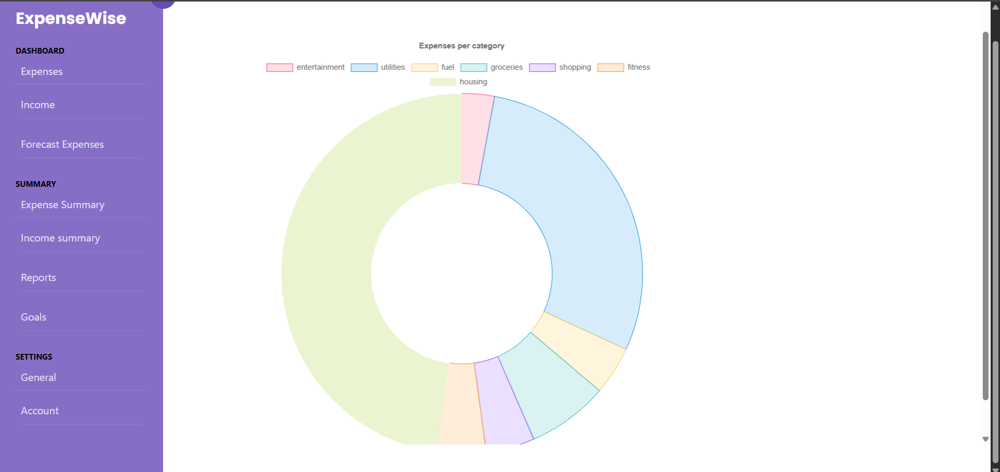 ExpenseWise
DASHBOARD
Expenses
Income
Forecast Expenses
SUMMARY
Expense Summary
Income summary
Reports
Goals
SETTINGS
General
Account
Expenses per category
entertainment utilities fuel groceries shopping fitness
housing